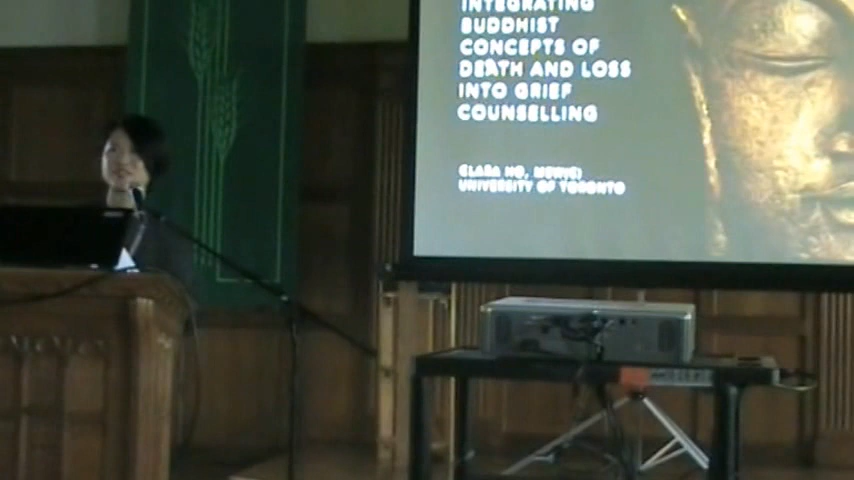 INTEGRATING
BUDDHIST
CONCEPTS OF
DEATH AND LOSS
INTO GRIEF
COUNSELLING
CLARA HO,
UNIVERSITY OF TORONTO